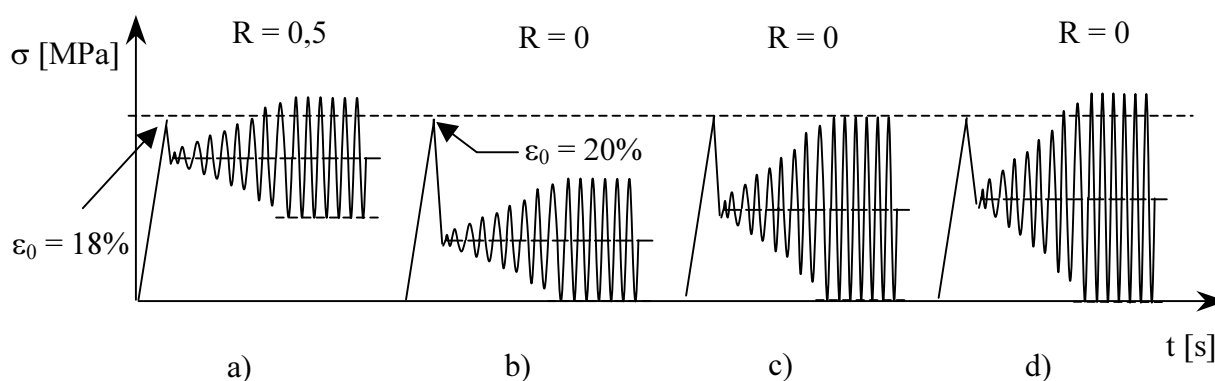 R = 0,5
R = 0
R = 0
R = 0
σ [MPa]
ε₀ = 20%
ε₀ = 18%
t [s]
a)
b)
c)
d)